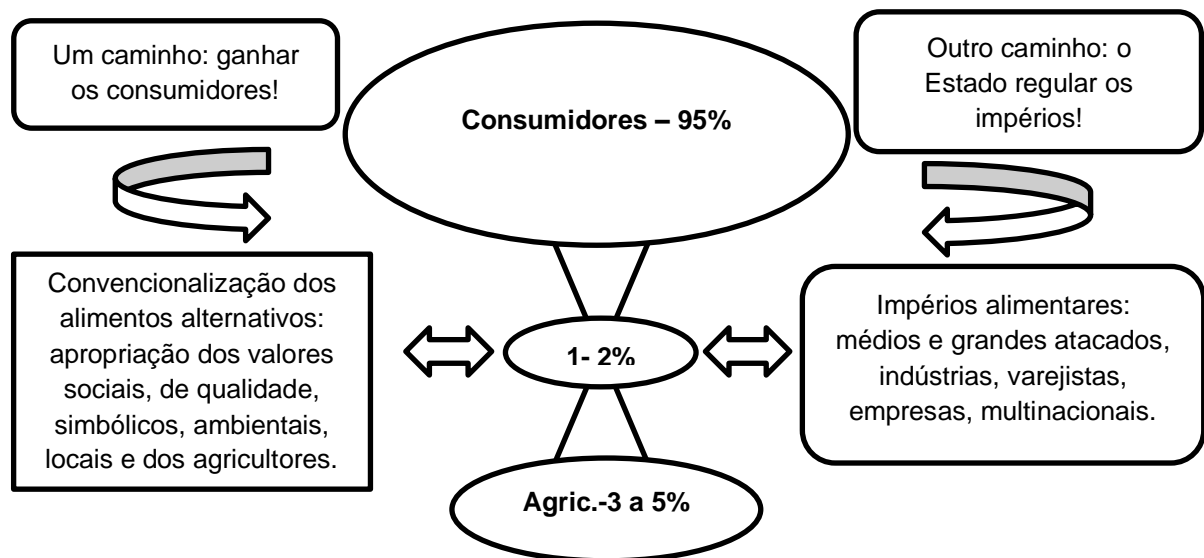 Um caminho: ganhar
os consumidores!
Consumidores – 95%
Outro caminho: o
Estado regular os
impérios!
Convencionalização dos
alimentos alternativos:
apropriação dos valores
sociais, de qualidade,
simbólicos, ambientais,
locais e dos agricultores.
1- 2%
Impérios alimentares:
médios e grandes atacados,
indústrias, varejistas,
empresas, multinacionais.
Agric.-3 a 5%